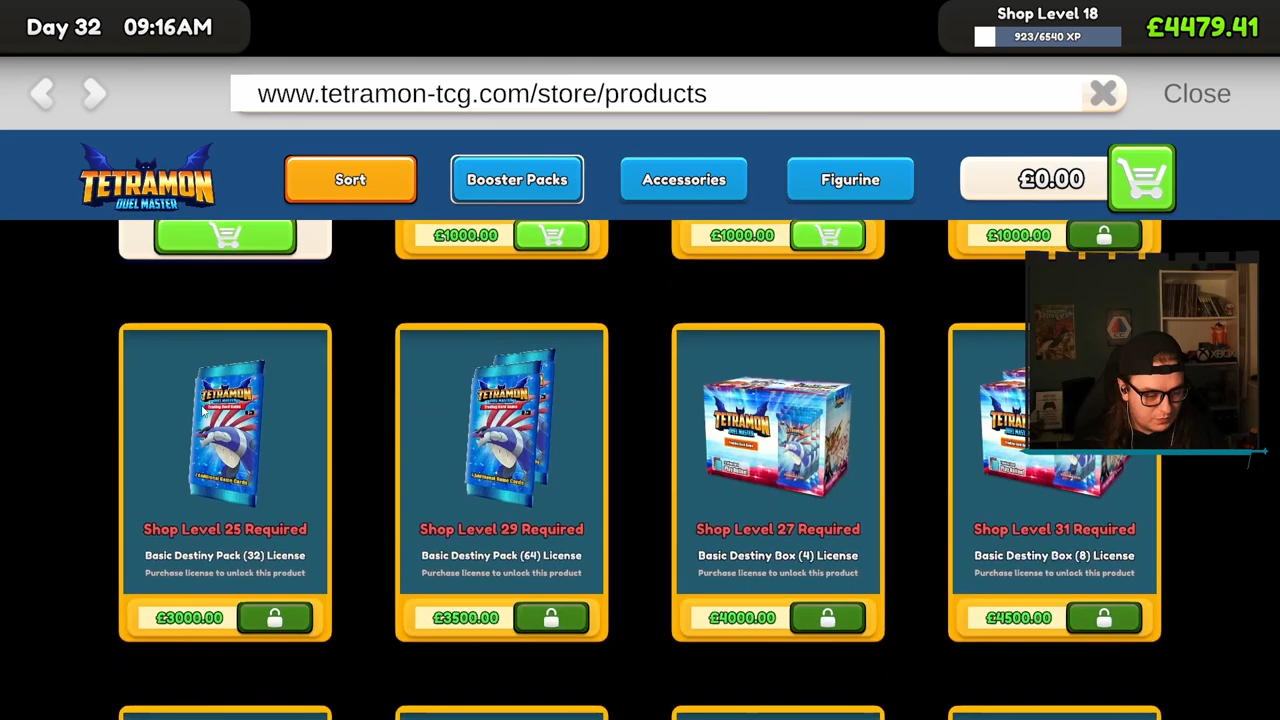 Day 32 09:16AM
Shop Level 18
923/6540 XP
£4479.41
www.tetramon-tcg.com/store/products
Close
TETRAMON
DUEL MASTER
Sort
Booster Packs
Accessories
Figurine
£0.00
£1000.00
£1000.00
£1000.00
TETRAMON
TETRAMON
TETRAMON
Shop Level 25 Required
Basic Destiny Pack (32) License
Purchase license to unlock this product
£3000.00
Shop Level 29 Required
Basic Destiny Pack (64) License
Purchase license to unlock this product
£3500.00
Shop Level 27 Required
Basic Destiny Box (4) License
Purchase license to unlock this product
£4000.00
Shop Level 31 Required
Basic Destiny Box (8) License
Purchase license to unlock this product
£4500.00